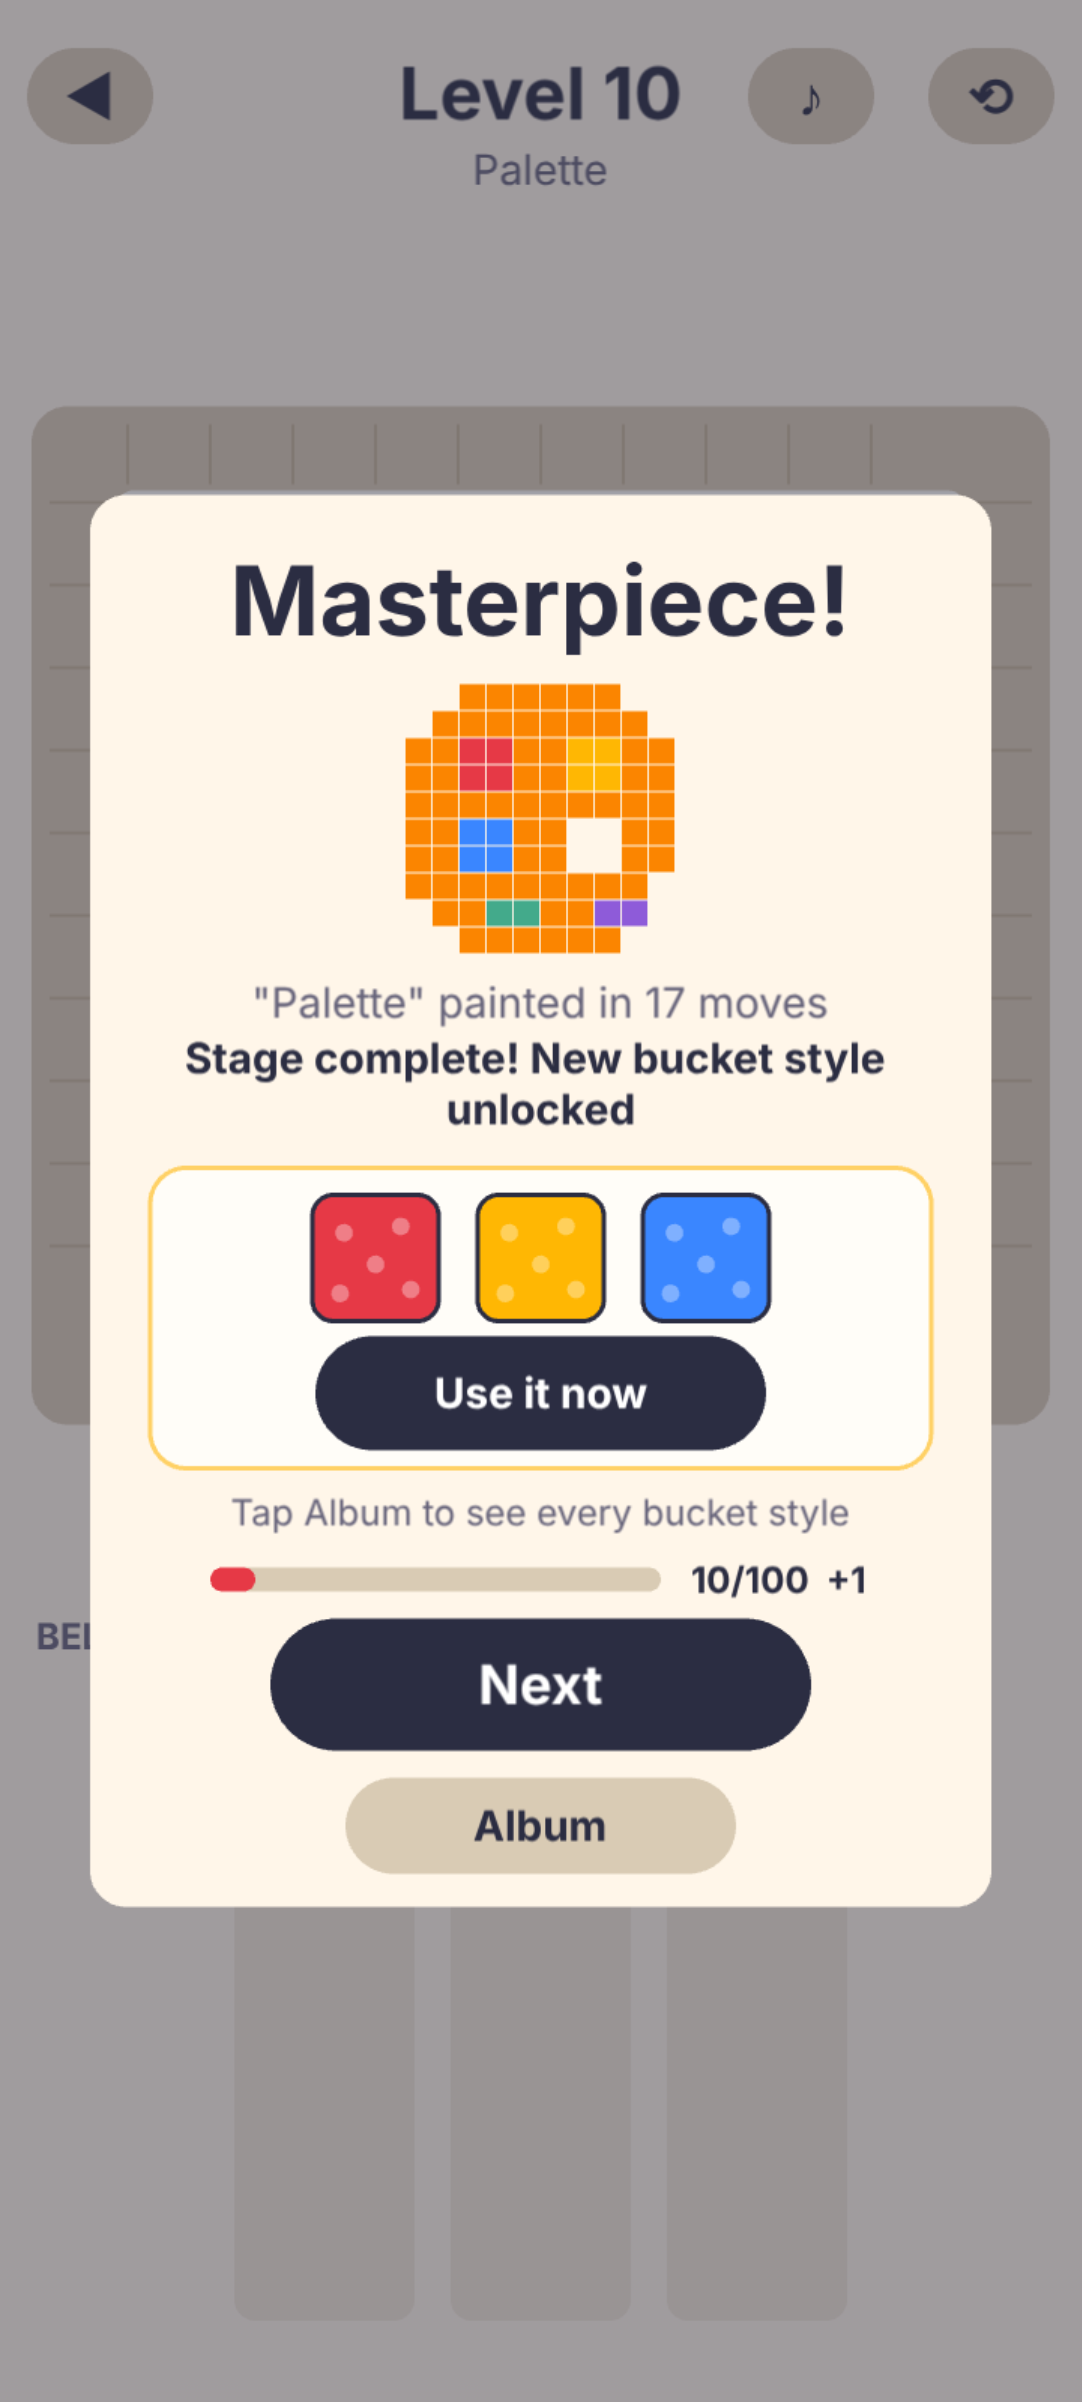 Level 10
Palette
Masterpiece!
"Palette" painted in 17 moves
Stage complete! New bucket style
unlocked
Use it now
Tap Album to see every bucket style
10/100 +1
Next
Album